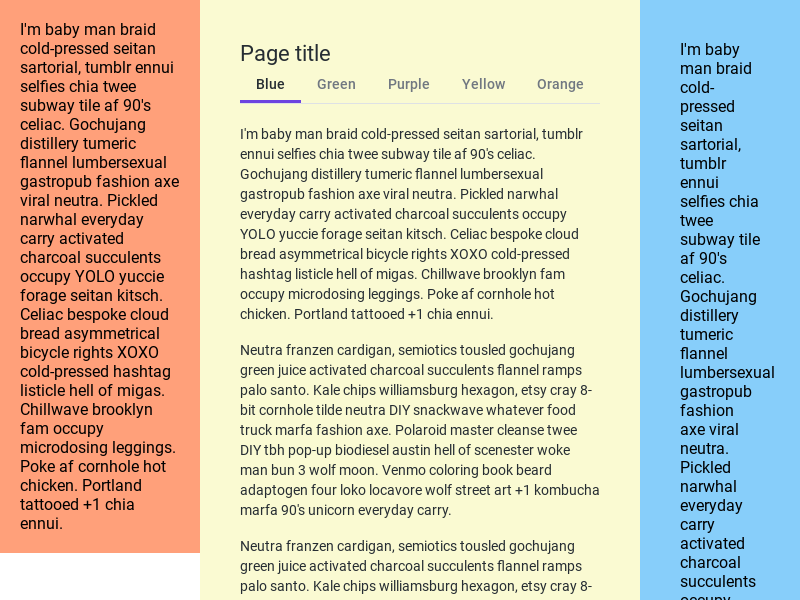 I'm baby man braid
cold-pressed seitan
sartorial, tumblr ennui
selfies chia twee
subway tile af 90's
celiac. Gochujang
distillery tumeric
flannel lumbersexual
gastropub fashion axe
viral neutra. Pickled
narwhal everyday
carry activated
charcoal succulents
occupy YOLO yuccie
forage seitan kitsch.
Celiac bespoke cloud
bread asymmetrical
bicycle rights XOXO
cold-pressed hashtag
listicle hell of migas.
Chillwave brooklyn
fam occupy
microdosing leggings.
Poke af cornhole hot
chicken. Portland
tattooed +1 chia
ennui.
Page title
Blue Green Purple Yellow Orange
I'm baby man braid cold-pressed seitan sartorial, tumblr
ennui selfies chia twee subway tile af 90's celiac.
Gochujang distillery tumeric flannel lumbersexual
gastropub fashion axe viral neutra. Pickled narwhal
everyday carry activated charcoal succulents occupy
YOLO yuccie forage seitan kitsch. Celiac bespoke cloud
bread asymmetrical bicycle rights XOXO cold-pressed
hashtag listicle hell of migas. Chillwave brooklyn fam
occupy microdosing leggings. Poke af cornhole hot
chicken. Portland tattooed +1 chia ennui.
Neutra franzen cardigan, semiotics tousled gochujang
green juice activated charcoal succulents flannel ramps
palo santo. Kale chips williamsburg hexagon, etsy cray 8-
bit cornhole tilde neutra DIY snackwave whatever food
truck marfa fashion axe. Polaroid master cleanse twee
DIY tbh pop-up biodiesel austin hell of scenester woke
man bun 3 wolf moon. Venmo coloring book beard
adaptogen four loko locavore wolf street art +1 kombucha
marfa 90's unicorn everyday carry.
Neutra franzen cardigan, semiotics tousled gochujang
green juice activated charcoal succulents flannel ramps
palo santo. Kale chips williamsburg hexagon, etsy cray 8-
I'm baby
man braid
cold-
pressed
seitan
sartorial,
tumblr
ennui
selfies chia
twee
subway tile
af 90's
celiac.
Gochujang
distillery
tumeric
flannel
lumbersexual
gastropub
fashion
axe viral
neutra.
Pickled
narwhal
everyday
carry
activated
charcoal
succulents
occupy